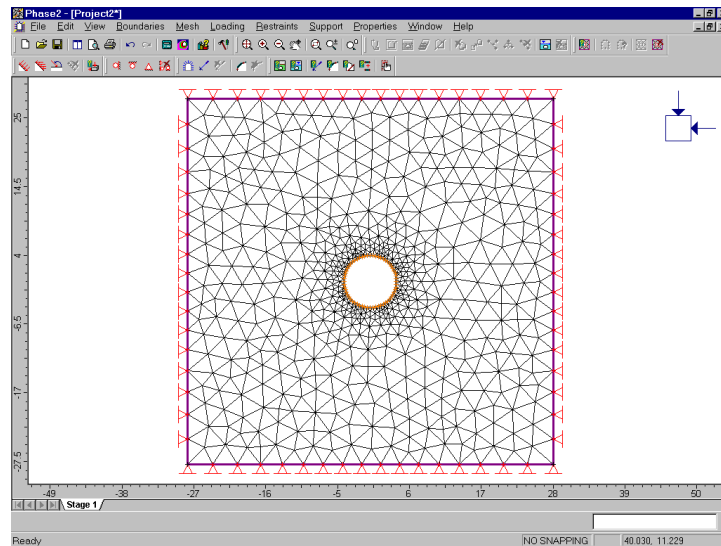 Phase2 - [Project2*]
File Edit View Boundaries Mesh Loading Restraints Support Properties Window Help
25
14.5
4
-6.5
-17
-27.5
-49 -38 -27 -16 -5 6 17 28 39 50
Stage 1
Ready NO SNAPPING 40.030, 11.229